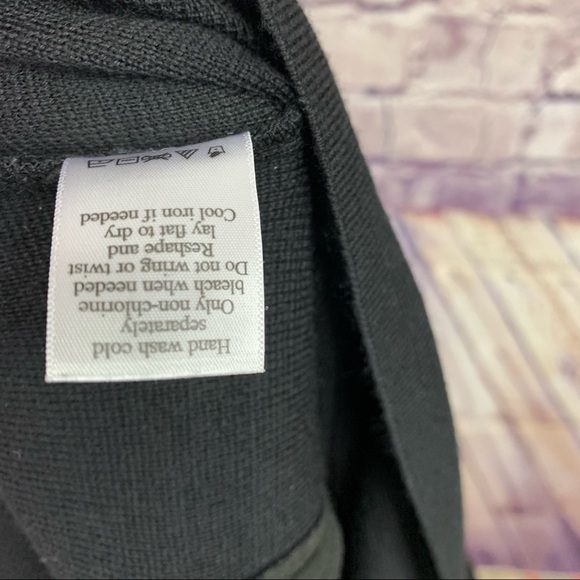 Hand wash cold
separately
Only non-chlorine
bleach when needed
Do not wring or twist
Reshape and
lay flat to dry
Cool iron if needed